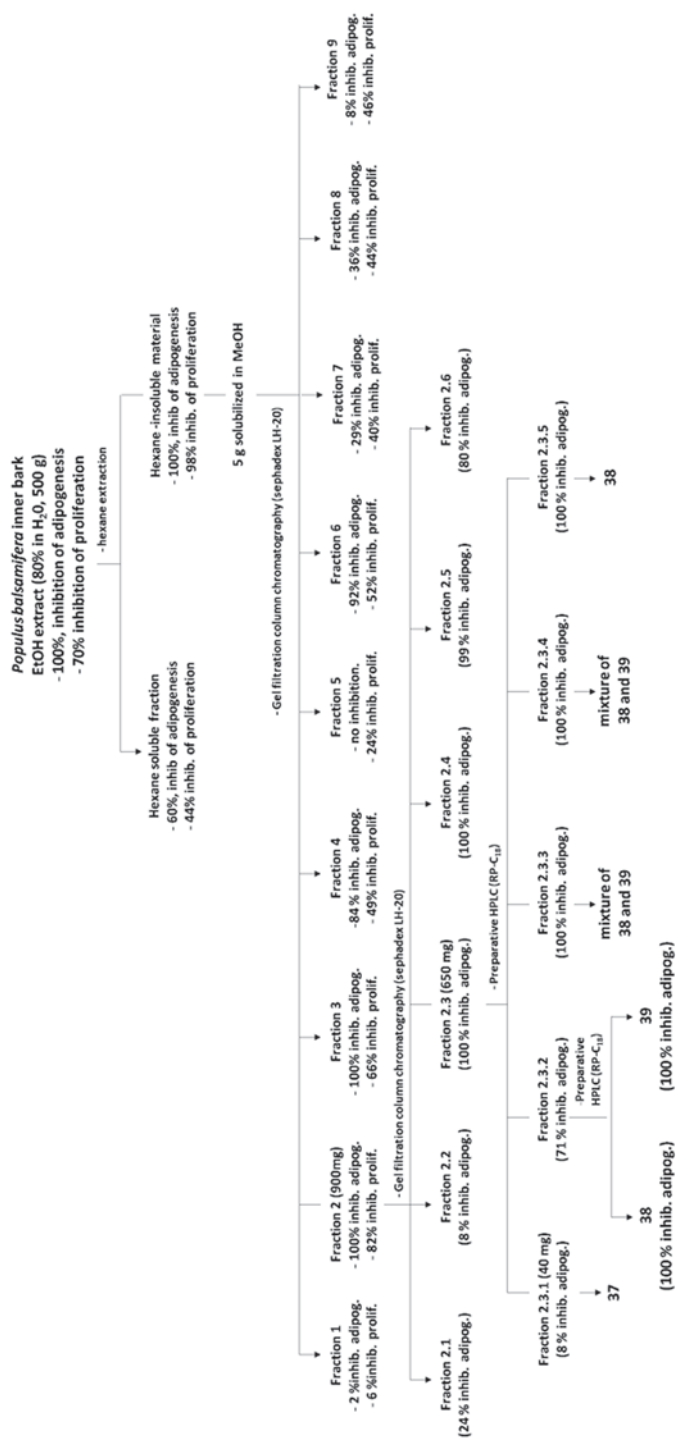 Populus balsamifera inner bark
EtOH extract (80% in H₂O, 500 g)
- 100%, inhibition of adipogenesis
- 70% inhibition of proliferation
- hexane extraction
Hexane soluble fraction
- 60%, inhib of adipogenesis
- 44% inhib. of proliferation
Hexane -insoluble material
- 100%, inhib of adipogenesis
- 98% inhib. of proliferation
5 g solubilized in MeOH
- Gel filtration column chromatography (sephadex LH-20)
Fraction 1
- 2 %inhib. adipog.
- 6 %inhib. prolif.
Fraction 2 (900mg)
- 100% inhib. adipog.
- 82% inhib. prolif.
Fraction 3
- 100% inhib. adipog.
- 66% inhib. prolif.
Fraction 4
-84 % inhib. adipog.
- 49% inhib. prolif.
Fraction 5
- no inhibition.
- 24% inhib. prolif.
Fraction 6
- 92% inhib. adipog.
- 52% inhib. prolif.
Fraction 7
- 29% inhib. adipog.
- 40% inhib. prolif.
Fraction 8
- 36% inhib. adipog.
- 44% inhib. prolif.
Fraction 9
- 8% inhib. adipog.
- 46% inhib. prolif.
- Gel filtration column chromatography (sephadex LH-20)
Fraction 2.1
(24 % inhib. adipog.)
Fraction 2.2
(8 % inhib. adipog.)
Fraction 2.3 (650 mg)
(100 % inhib. adipog.)
Fraction 2.4
(100 % inhib. adipog.)
Fraction 2.5
(99 % inhib. adipog.)
Fraction 2.6
(80 % inhib. adipog.)
- Preparative HPLC (RP-C₁₈)
Fraction 2.3.1 (40 mg)
(8 % inhib. adipog.)
37
Fraction 2.3.2
(71 % inhib. adipog.)
-Preparative
HPLC (RP-C₁₈)
38
(100 % inhib. adipog.)
39
(100 % inhib. adipog.)
Fraction 2.3.3
(100 % inhib. adipog.)
mixture of
38 and 39
Fraction 2.3.4
(100 % inhib. adipog.)
mixture of
38 and 39
Fraction 2.3.5
(100 % inhib. adipog.)
38